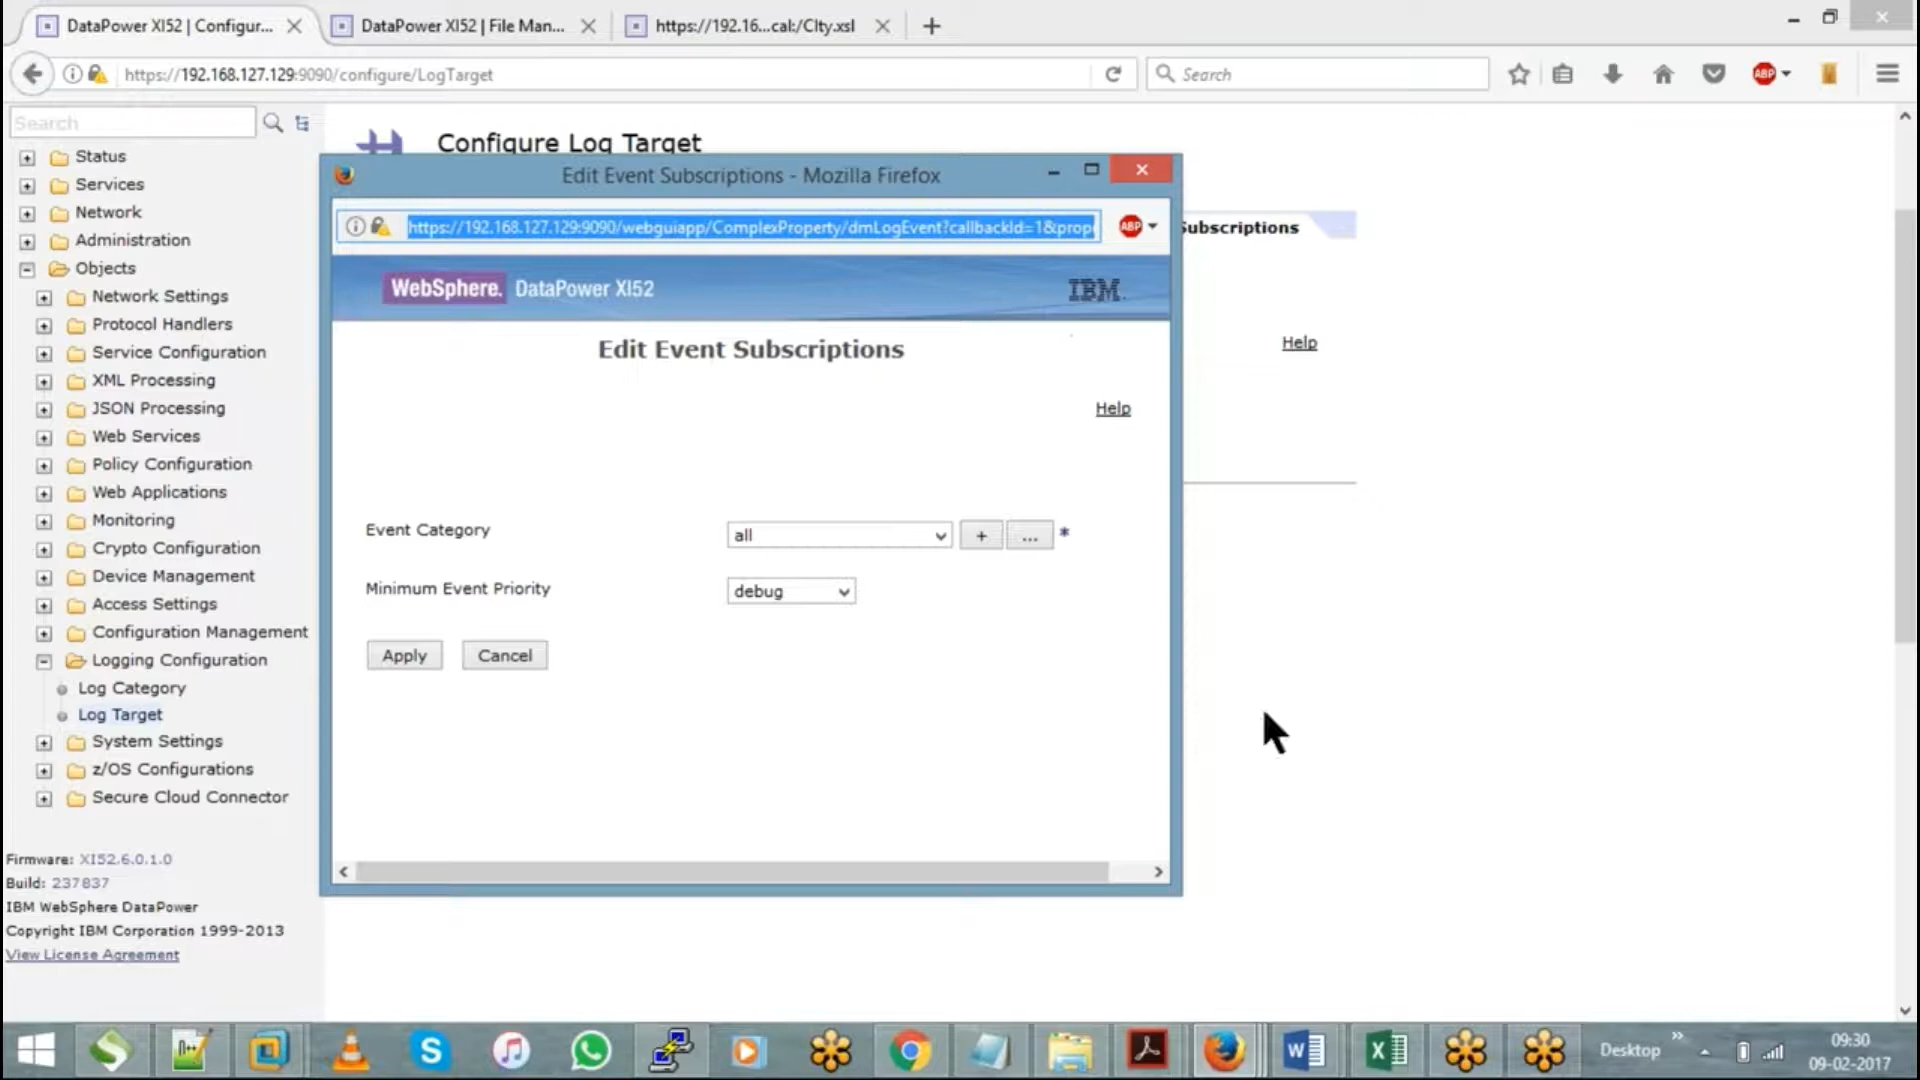 DataPower XI52 | Configur...
DataPower XI52 | File Man...
https://192.16...cal:/CIty.xsl
https://192.168.127.129:9090/configure/LogTarget
Search
ABP
Search
Status
Services
Network
Administration
Objects
Network Settings
Protocol Handlers
Service Configuration
XML Processing
JSON Processing
Web Services
Policy Configuration
Web Applications
Monitoring
Crypto Configuration
Device Management
Access Settings
Configuration Management
Logging Configuration
Log Category
Log Target
System Settings
z/OS Configurations
Secure Cloud Connector
Firmware: XI52.6.0.1.0
Build: 237837
IBM WebSphere DataPower
Copyright IBM Corporation 1999-2013
View License Agreement
Configure Log Target
Subscriptions
Help
Edit Event Subscriptions - Mozilla Firefox
https://192.168.127.129:9090/webguiapp/ComplexProperty/dmLogEvent?callbackId=1&prop
ABP
WebSphere. DataPower XI52
IBM.
Edit Event Subscriptions
Help
Event Category
all
+
...
*
Minimum Event Priority
debug
Apply
Cancel
Desktop
09:30
09-02-2017